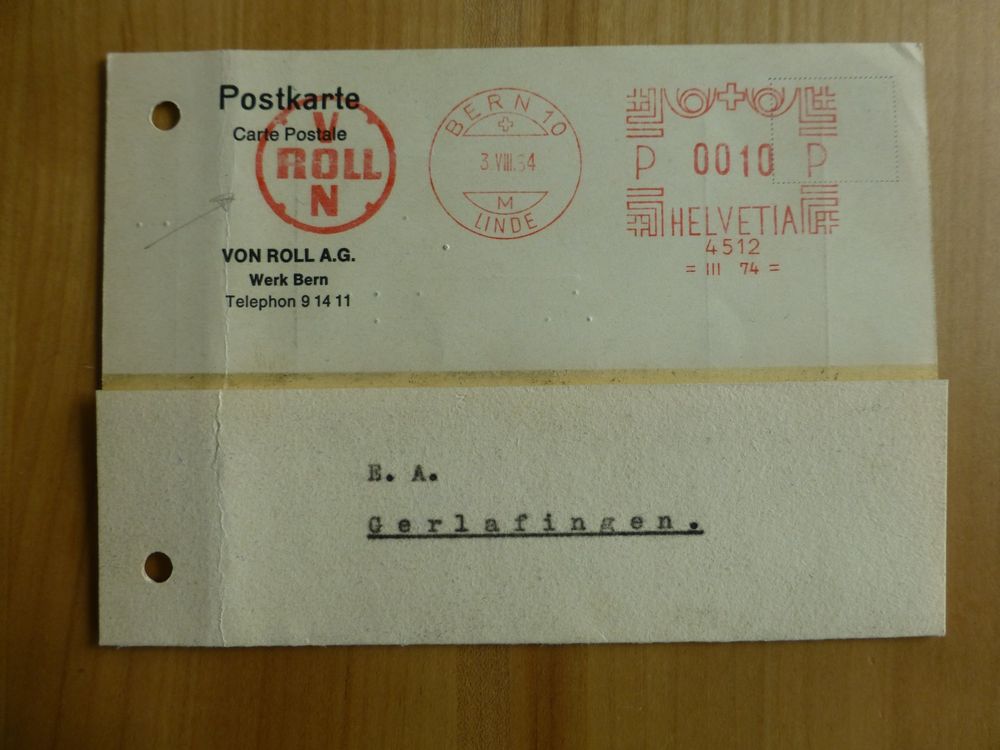 Postkarte
Carte Postale
VON
ROLL
VON ROLL A.G.
Werk Bern
Telephon 9 14 11
BERN 10
3.VIII.54
M
LINDE
P 0010 P
HELVETIA
4512
= III 74 =
E. A.
Gerlafingen.